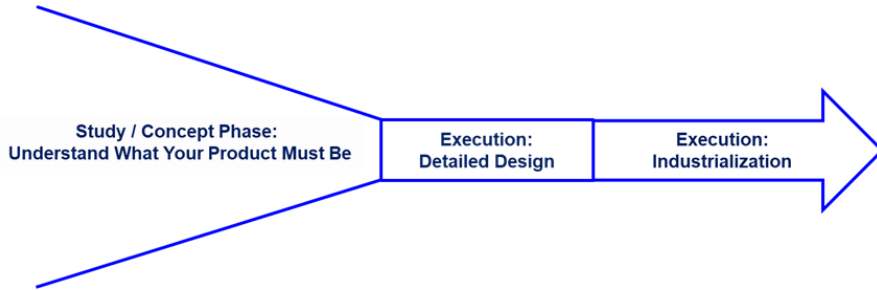 Study / Concept Phase:
Understand What Your Product Must Be
Execution:
Detailed Design
Execution:
Industrialization